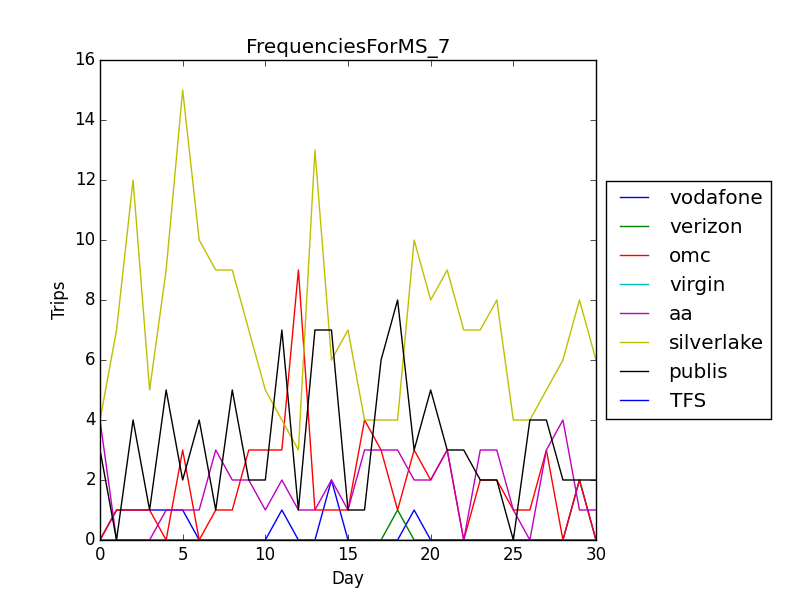 FrequenciesForMS_7
16
14
12
10
8
6
4
2
0
Trips
0 5 10 15 20 25 30
Day
vodafone
verizon
omc
virgin
aa
silverlake
publis
TFS